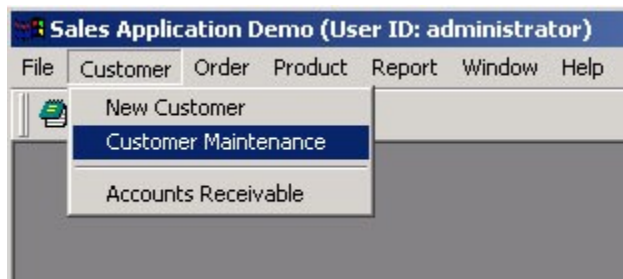 Sales Application Demo (User ID: administrator)
File Customer Order Product Report Window Help
New Customer
Customer Maintenance
Accounts Receivable